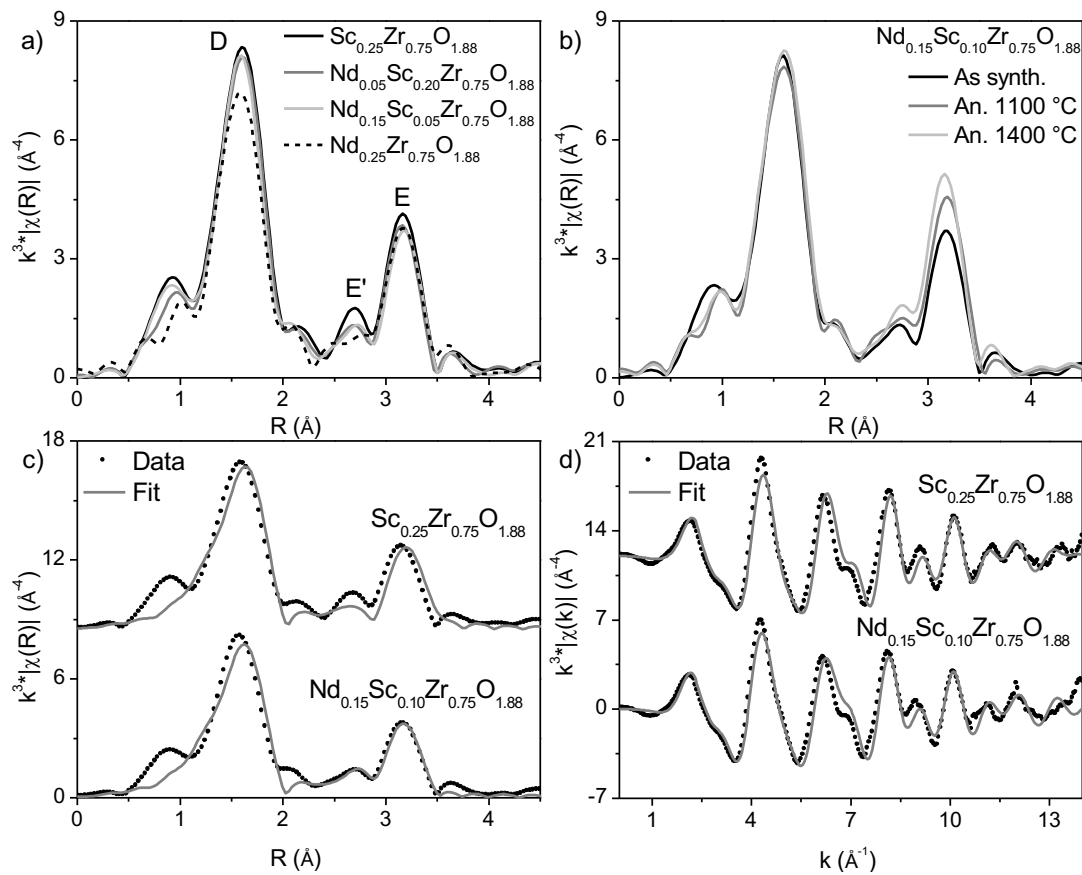 a)
9
6
3
0
k³*|χ(R)| (Å⁻⁴)
D
E
E'
Sc₀.₂₅Zr₀.₇₅O₁.₈₈
Nd₀.₀₅Sc₀.₂₀Zr₀.₇₅O₁.₈₈
Nd₀.₁₅Sc₀.₀₅Zr₀.₇₅O₁.₈₈
Nd₀.₂₅Zr₀.₇₅O₁.₈₈
0 1 2 3 4
R (Å)
b)
9
6
3
0
k³*|χ(R)| (Å⁻⁴)
Nd₀.₁₅Sc₀.₁₀Zr₀.₇₅O₁.₈₈
As synth.
An. 1100 °C
An. 1400 °C
0 1 2 3 4
R (Å)
c)
18
12
6
0
k³*|χ(R)| (Å⁻⁴)
Data
Fit
Sc₀.₂₅Zr₀.₇₅O₁.₈₈
Nd₀.₁₅Sc₀.₁₀Zr₀.₇₅O₁.₈₈
0 1 2 3 4
R (Å)
d)
21
14
7
0
-7
k³*|χ(k)| (Å⁻⁴)
Data
Fit
Sc₀.₂₅Zr₀.₇₅O₁.₈₈
Nd₀.₁₅Sc₀.₁₀Zr₀.₇₅O₁.₈₈
1 4 7 10 13
k (Å⁻¹)